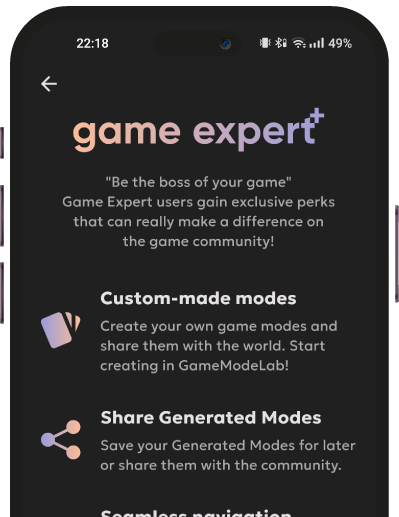 22:18 49%
game expert+
"Be the boss of your game"
Game Expert users gain exclusive perks
that can really make a difference on
the game community!
Custom-made modes
Create your own game modes and
share them with the world. Start
creating in GameModeLab!
Share Generated Modes
Save your Generated Modes for later
or share them with the community.
Seamless navigation